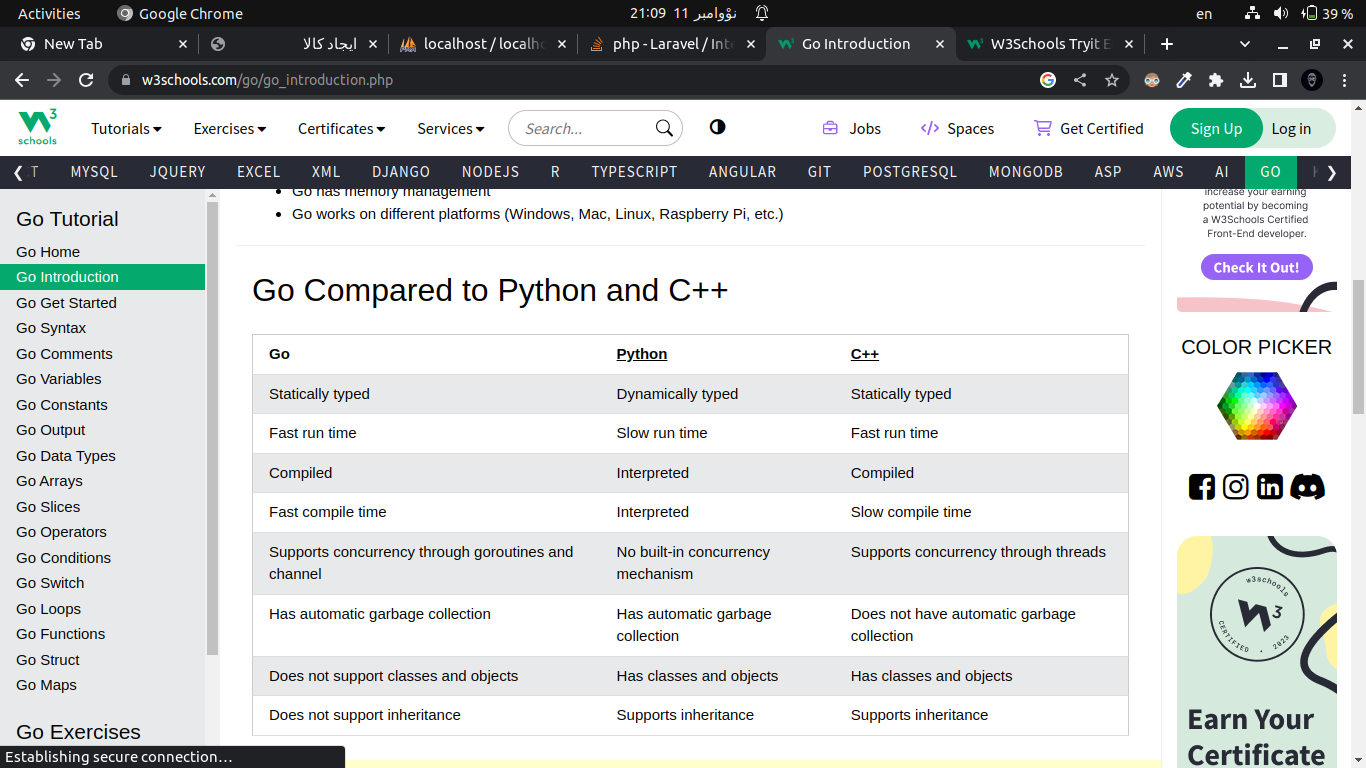 Activities
Google Chrome
21:09 نوْوامبر 11
en
39 %
New Tab
ایجاد کالا
localhost / localho
php - Laravel / Inte
Go Introduction
W3Schools Tryit E
w3schools.com/go/go_introduction.php
W3 schools
Tutorials
Exercises
Certificates
Services
Search...
Jobs
Spaces
Get Certified
Sign Up
Log in
T MYSQL JQUERY EXCEL XML DJANGO NODEJS R TYPESCRIPT ANGULAR GIT POSTGRESQL MONGODB ASP AWS AI GO K
Go Tutorial
Go Home
Go Introduction
Go Get Started
Go Syntax
Go Comments
Go Variables
Go Constants
Go Output
Go Data Types
Go Arrays
Go Slices
Go Operators
Go Conditions
Go Switch
Go Loops
Go Functions
Go Struct
Go Maps
Go Exercises
Establishing secure connection…
Go has memory management
Go works on different platforms (Windows, Mac, Linux, Raspberry Pi, etc.)
Go Compared to Python and C++
Go Python C++
Statically typed Dynamically typed Statically typed
Fast run time Slow run time Fast run time
Compiled Interpreted Compiled
Fast compile time Interpreted Slow compile time
Supports concurrency through goroutines and channel No built-in concurrency mechanism Supports concurrency through threads
Has automatic garbage collection Has automatic garbage collection Does not have automatic garbage collection
Does not support classes and objects Has classes and objects Has classes and objects
Does not support inheritance Supports inheritance Supports inheritance
increase your earning
potential by becoming
a W3Schools Certified
Front-End developer.
Check It Out!
COLOR PICKER
w3schools
W3
CERTIFIED . 2023
Earn Your
Certificate